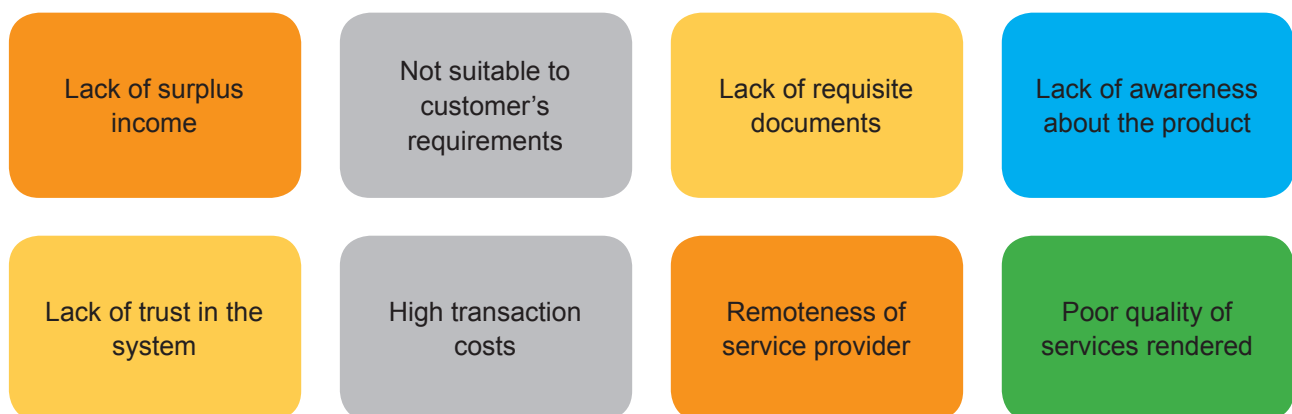 Lack of surplus
income
Not suitable to
customer’s
requirements
Lack of requisite
documents
Lack of awareness
about the product
Lack of trust in the
system
High transaction
costs
Remoteness of
service provider
Poor quality of
services rendered